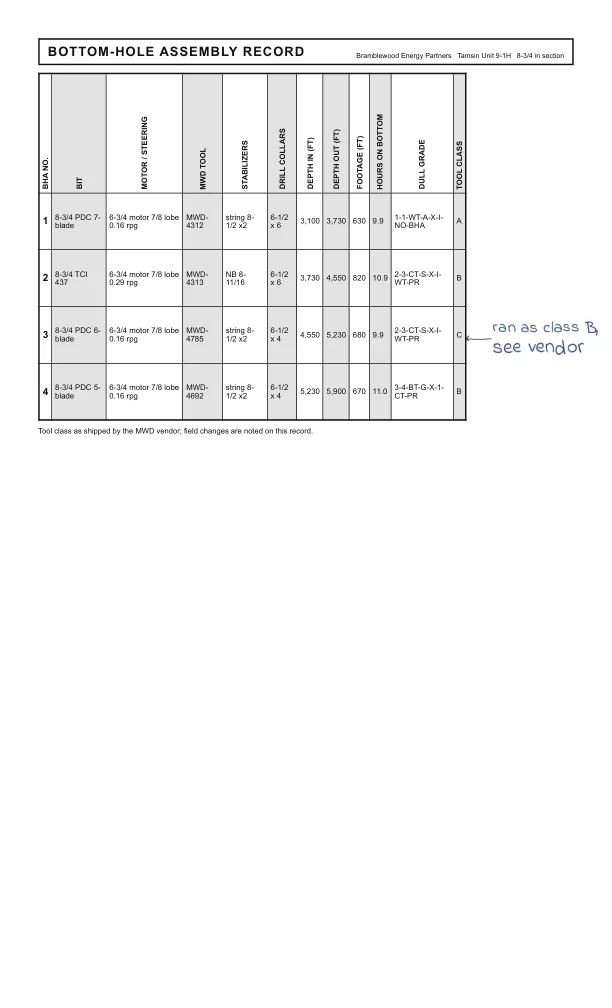 BOTTOM-HOLE ASSEMBLY RECORD
Bramblewood Energy Partners Tamsin Unit 9-1H 8-3/4 in section
BHA NO. BIT MOTOR / STEERING MWD TOOL STABILIZERS DRILL COLLARS DEPTH IN (FT) DEPTH OUT (FT) FOOTAGE (FT) HOURS ON BOTTOM DULL GRADE TOOL CLASS
1 8-3/4 PDC 7-blade 6-3/4 motor 7/8 lobe 0.16 rpg MWD-4312 string 8-1/2 x2 6-1/2 x 6 3,100 3,730 630 9.9 1-1-WT-A-X-I-NO-BHA A
2 8-3/4 TCI 437 6-3/4 motor 7/8 lobe 0.29 rpg MWD-4313 NB 8-11/16 6-1/2 x 6 3,730 4,550 820 10.9 2-3-CT-S-X-I-WT-PR B
3 8-3/4 PDC 6-blade 6-3/4 motor 7/8 lobe 0.16 rpg MWD-4785 string 8-1/2 x2 6-1/2 x 4 4,550 5,230 680 9.9 2-3-CT-S-X-I-WT-PR C
ran as class B,
see vendor
4 8-3/4 PDC 5-blade 6-3/4 motor 7/8 lobe 0.16 rpg MWD-4692 string 8-1/2 x2 6-1/2 x 4 5,230 5,900 670 11.0 3-4-BT-G-X-1-CT-PR B
Tool class as shipped by the MWD vendor; field changes are noted on this record.